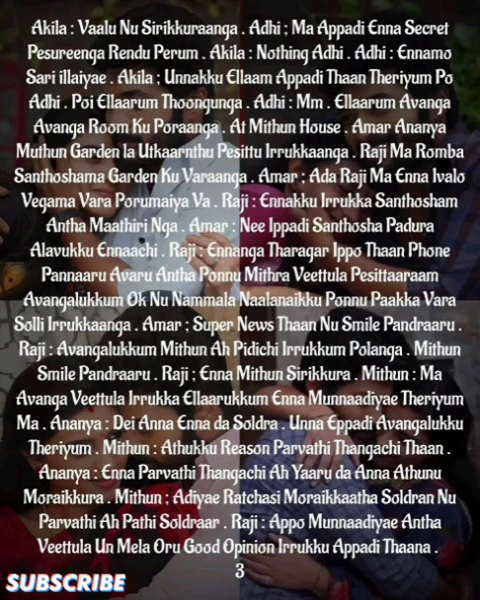 Akila : Vaalu Nu Sirikkuraanga . Adhi ; Ma Appadi Enna Secret
Pesureenga Rendu Perum . Akila : Nothing Adhi . Adhi : Ennamo
Sari illaiyae . Akila ; Unnakku Ellaam Appadi Thaan Theriyum Po
Adhi . Poi Ellaarum Thoongunga . Adhi : Mm . Ellaarum Avanga
Avanga Room Ku Poraanga . At Mithun House . Amar Ananya
Muthun Garden la Utkaarnthu Pesittu Irrukkaanga . Raji Ma Romba
Santhoshama Garden Ku Varaanga . Amar ; Ada Raji Ma Enna Ivalo
Vegama Vara Porumaiya Va . Raji : Ennakku Irrukka Santhosham
Antha Maathiri Nga . Amar : Nee Ippadi Santhosha Padura
Alavukku Ennaachi . Raji : Ennanga Tharagar Ippo Thaan Phone
Pannaaru Avaru Antha Ponnu Mithra Veettula Pesittaaraam
Avangalukkum Ok Nu Nammala Naalanaikku Ponnu Paakka Vara
Solli Irrukkaanga . Amar ; Super News Thaan Nu Smile Pandraaru .
Raji : Avangalukkum Mithun Ah Pidichi Irrukkum Polanga . Mithun
Smile Pandraaru . Raji ; Enna Mithun Sirikkura . Mithun : Ma
Avanga Veettula Irrukka Ellaarukkum Enna Munnaadiyae Theriyum
Ma . Ananya : Dei Anna Enna da Soldra . Unna Eppadi Avangalukku
Theriyum . Mithun : Athukku Reason Parvathi Thangachi Thaan .
Ananya : Enna Parvathi Thangachi Ah Yaaru da Anna Athunu
Moraikkura . Mithun ; Adiyae Ratchasi Moraikkaatha Soldran Nu
Parvathi Ah Pathi Soldraar . Raji : Appo Munnaadiyae Antha
Veettula Un Mela Oru Good Opinion Irrukku Appadi Thaana .
3
SUBSCRIBE